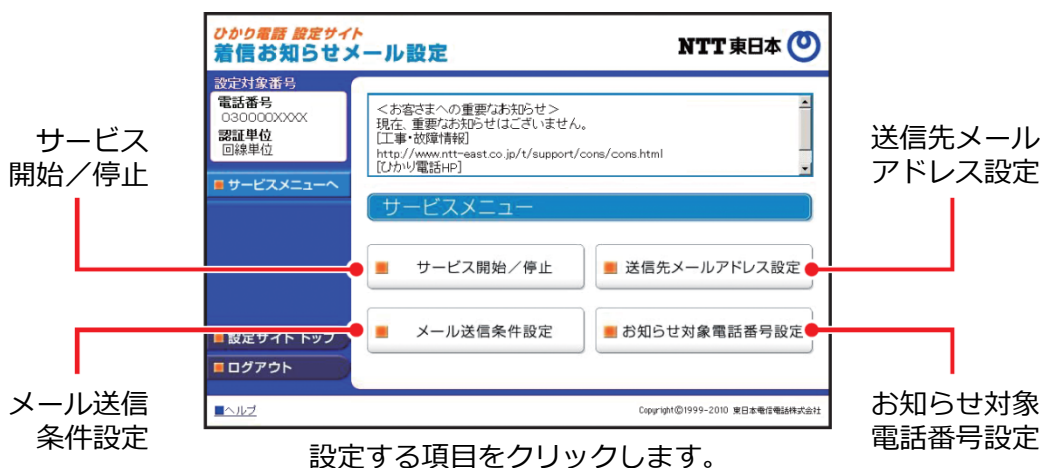 ひかり電話 設定サイト
着信お知らせメール設定
NTT東日本
設定対象番号
電話番号
030000XXXX
認証単位
回線単位
サービスメニューへ
<お客さまへの重要なお知らせ>
現在、重要なお知らせはございません。
[工事・故障情報]
http://www.ntt-east.co.jp/t/support/cons/cons.html
[ひかり電話HP]
サービスメニュー
サービス開始/停止
送信先メールアドレス設定
メール送信条件設定
お知らせ対象電話番号設定
設定サイトトップ
ログアウト
ヘルプ
Copyright©1999-2010 東日本電信電話株式会社
サービス
開始/停止
送信先メール
アドレス設定
メール送信
条件設定
お知らせ対象
電話番号設定
設定する項目をクリックします。